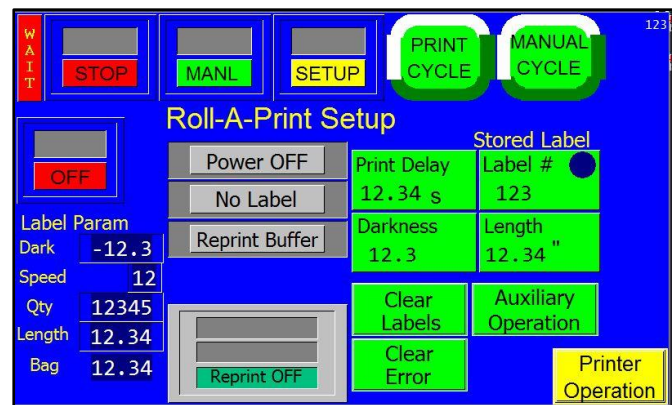 WAIT
STOP
MANL
SETUP
PRINT
CYCLE
MANUAL
CYCLE
123
Roll-A-Print Setup
OFF
Power OFF
No Label
Reprint Buffer
Stored Label
Print Delay
12.34 s
Label #
123
Darkness
12.3
Length
12.34 "
Label Param
Dark -12.3
Speed 12
Qty 12345
Length 12.34
Bag 12.34
Reprint OFF
Clear
Labels
Auxiliary
Operation
Clear
Error
Printer
Operation